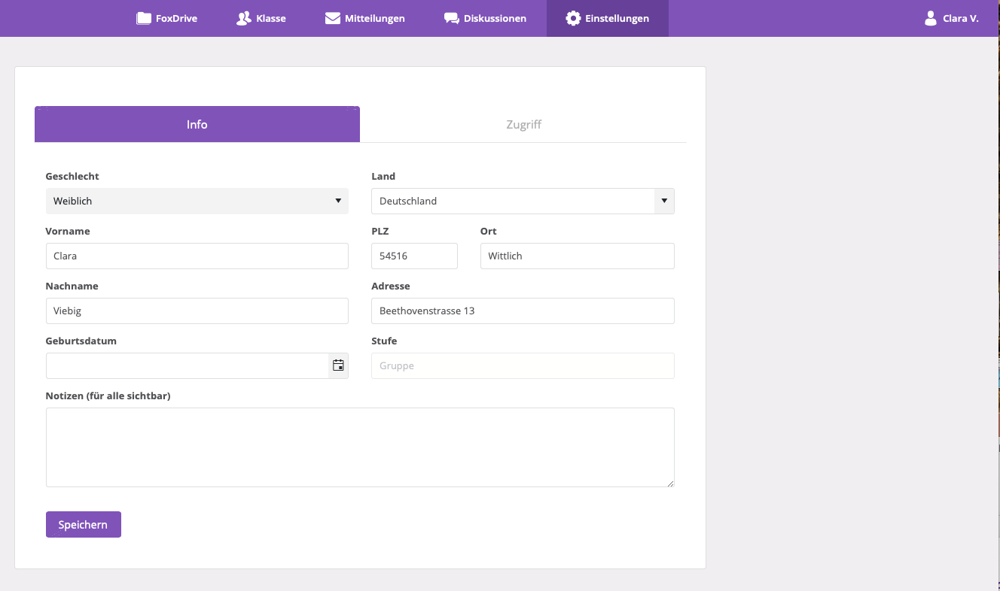 FoxDrive Klasse Mitteilungen Diskussionen Einstellungen Clara V.
Info Zugriff
Geschlecht Land
Weiblich Deutschland
Vorname PLZ Ort
Clara 54516 Wittlich
Nachname Adresse
Viebig Beethovenstrasse 13
Geburtsdatum Stufe
Gruppe
Notizen (für alle sichtbar)
Speichern